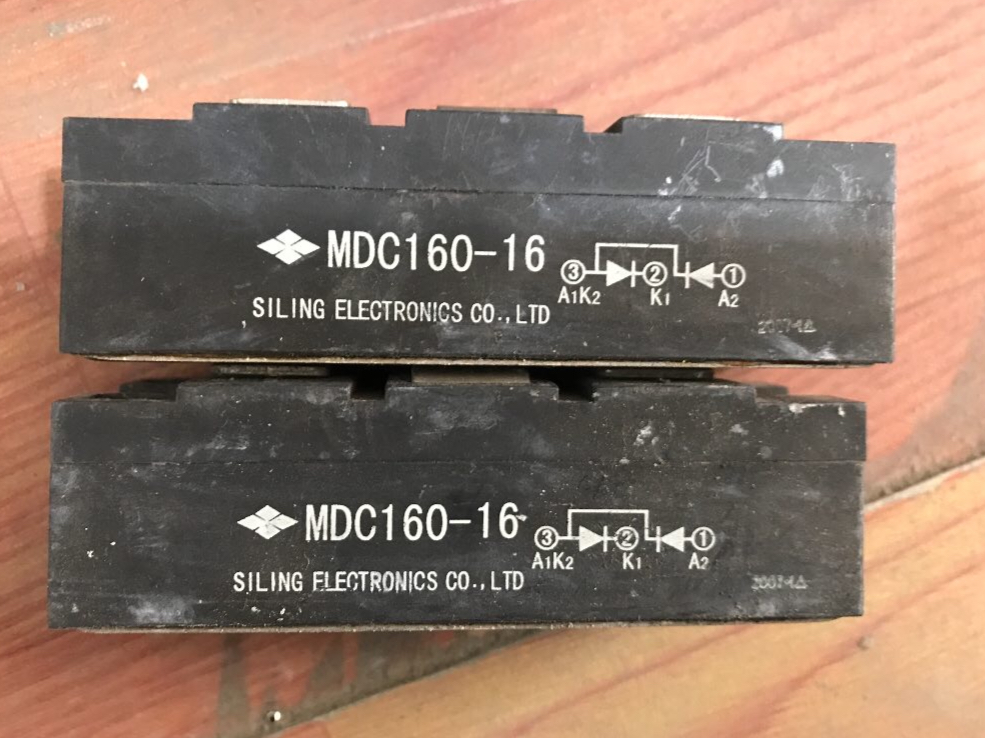 MDC160-16
③ ② ①
A1K2 K1 A2
SILING ELECTRONICS CO.,LTD
MDC160-16
③ ② ①
A1K2 K1 A2
SILING ELECTRONICS CO.,LTD